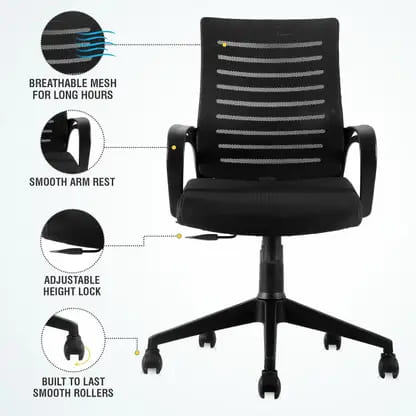 BREATHABLE MESH
FOR LONG HOURS
SMOOTH ARM REST
ADJUSTABLE
HEIGHT LOCK
BUILT TO LAST
SMOOTH ROLLERS